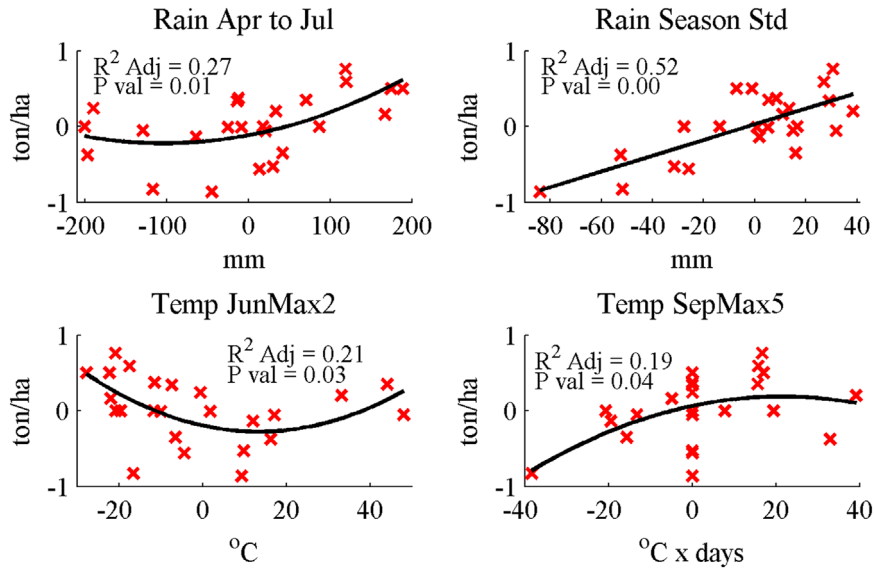 Rain Apr to Jul
Rain Season Std
1
R² Adj = 0.27
P val = 0.01
ton/ha
0
-1
-200 -100 0 100 200
mm
1
R² Adj = 0.52
P val = 0.00
ton/ha
0
-1
-80 -60 -40 -20 0 20 40
mm
Temp JunMax2
Temp SepMax5
1
R² Adj = 0.21
P val = 0.03
ton/ha
0
-1
-20 0 20 40
°C
1
R² Adj = 0.19
P val = 0.04
ton/ha
0
-1
-40 -20 0 20 40
°C x days